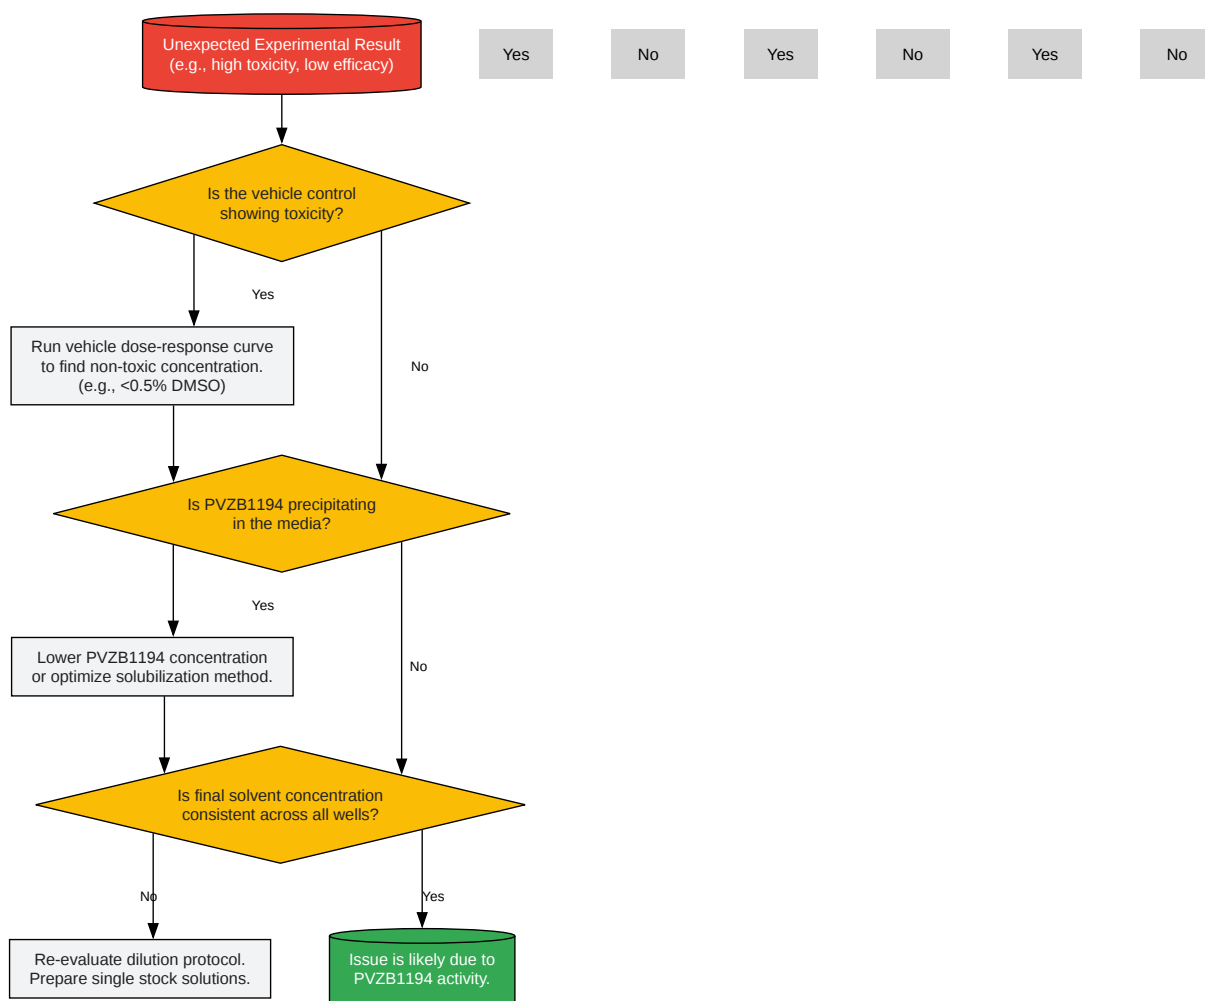 Unexpected Experimental Result
(e.g., high toxicity, low efficacy)
Yes
No
Yes
No
Yes
No
Is the vehicle control
showing toxicity?
Yes
Run vehicle dose-response curve
to find non-toxic concentration.
(e.g., <0.5% DMSO)
No
Is PVZB1194 precipitating
in the media?
Yes
Lower PVZB1194 concentration
or optimize solubilization method.
No
Is final solvent concentration
consistent across all wells?
No
Yes
Re-evaluate dilution protocol.
Prepare single stock solutions.
Issue is likely due to
PVZB1194 activity.